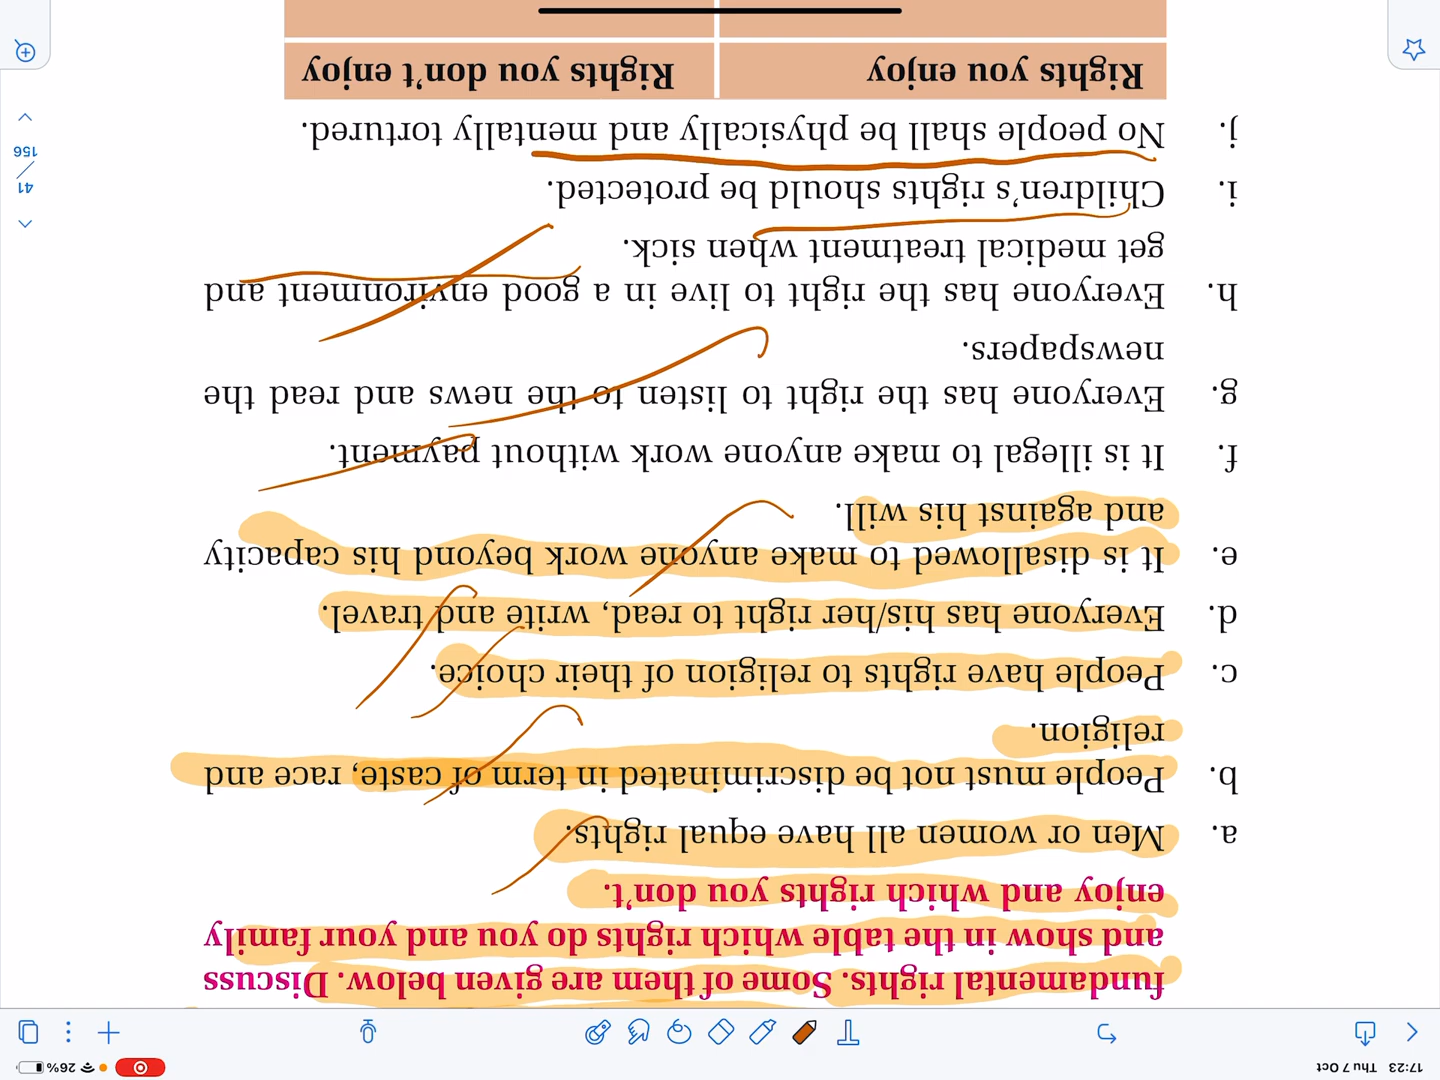 17:23 Thu 7 Oct
26%
fundamental rights. Some of them are given below. Discuss
and show in the table which rights do you and your family
enjoy and which rights you don't.
a. Men or women all have equal rights.
b. People must not be discriminated in term of caste, race and
religion.
c. People have rights to religion of their choice.
d. Everyone has his/her right to read, write and travel.
e. It is disallowed to make anyone work beyond his capacity
and against his will.
f. It is illegal to make anyone work without payment.
g. Everyone has the right to listen to the news and read the
newspapers.
h. Everyone has the right to live in a good environment and
get medical treatment when sick.
i. Children's rights should be protected.
j. No people shall be physically and mentally tortured.
Rights you enjoy Rights you don't enjoy
41
/
156